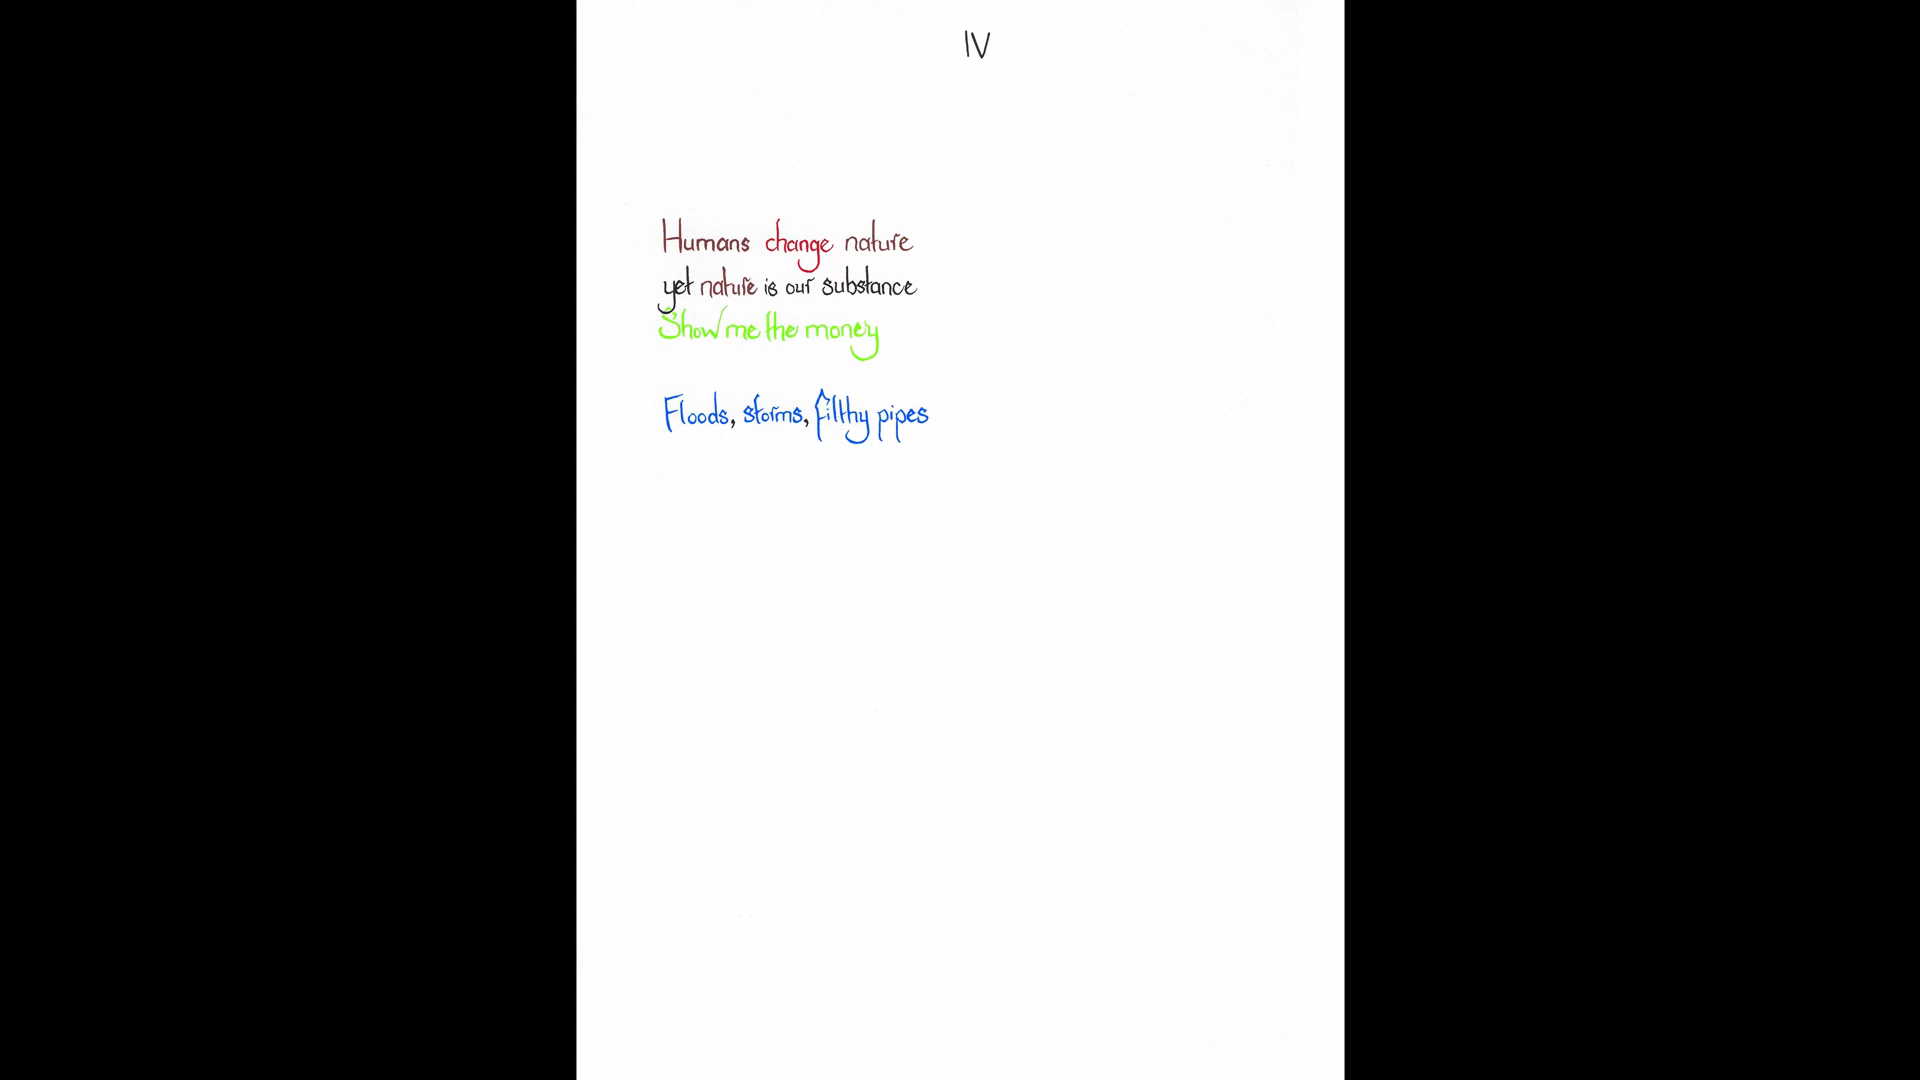 IV
Humans change nature
yet nature is our substance
Show me the money
Floods, storms, filthy pipes